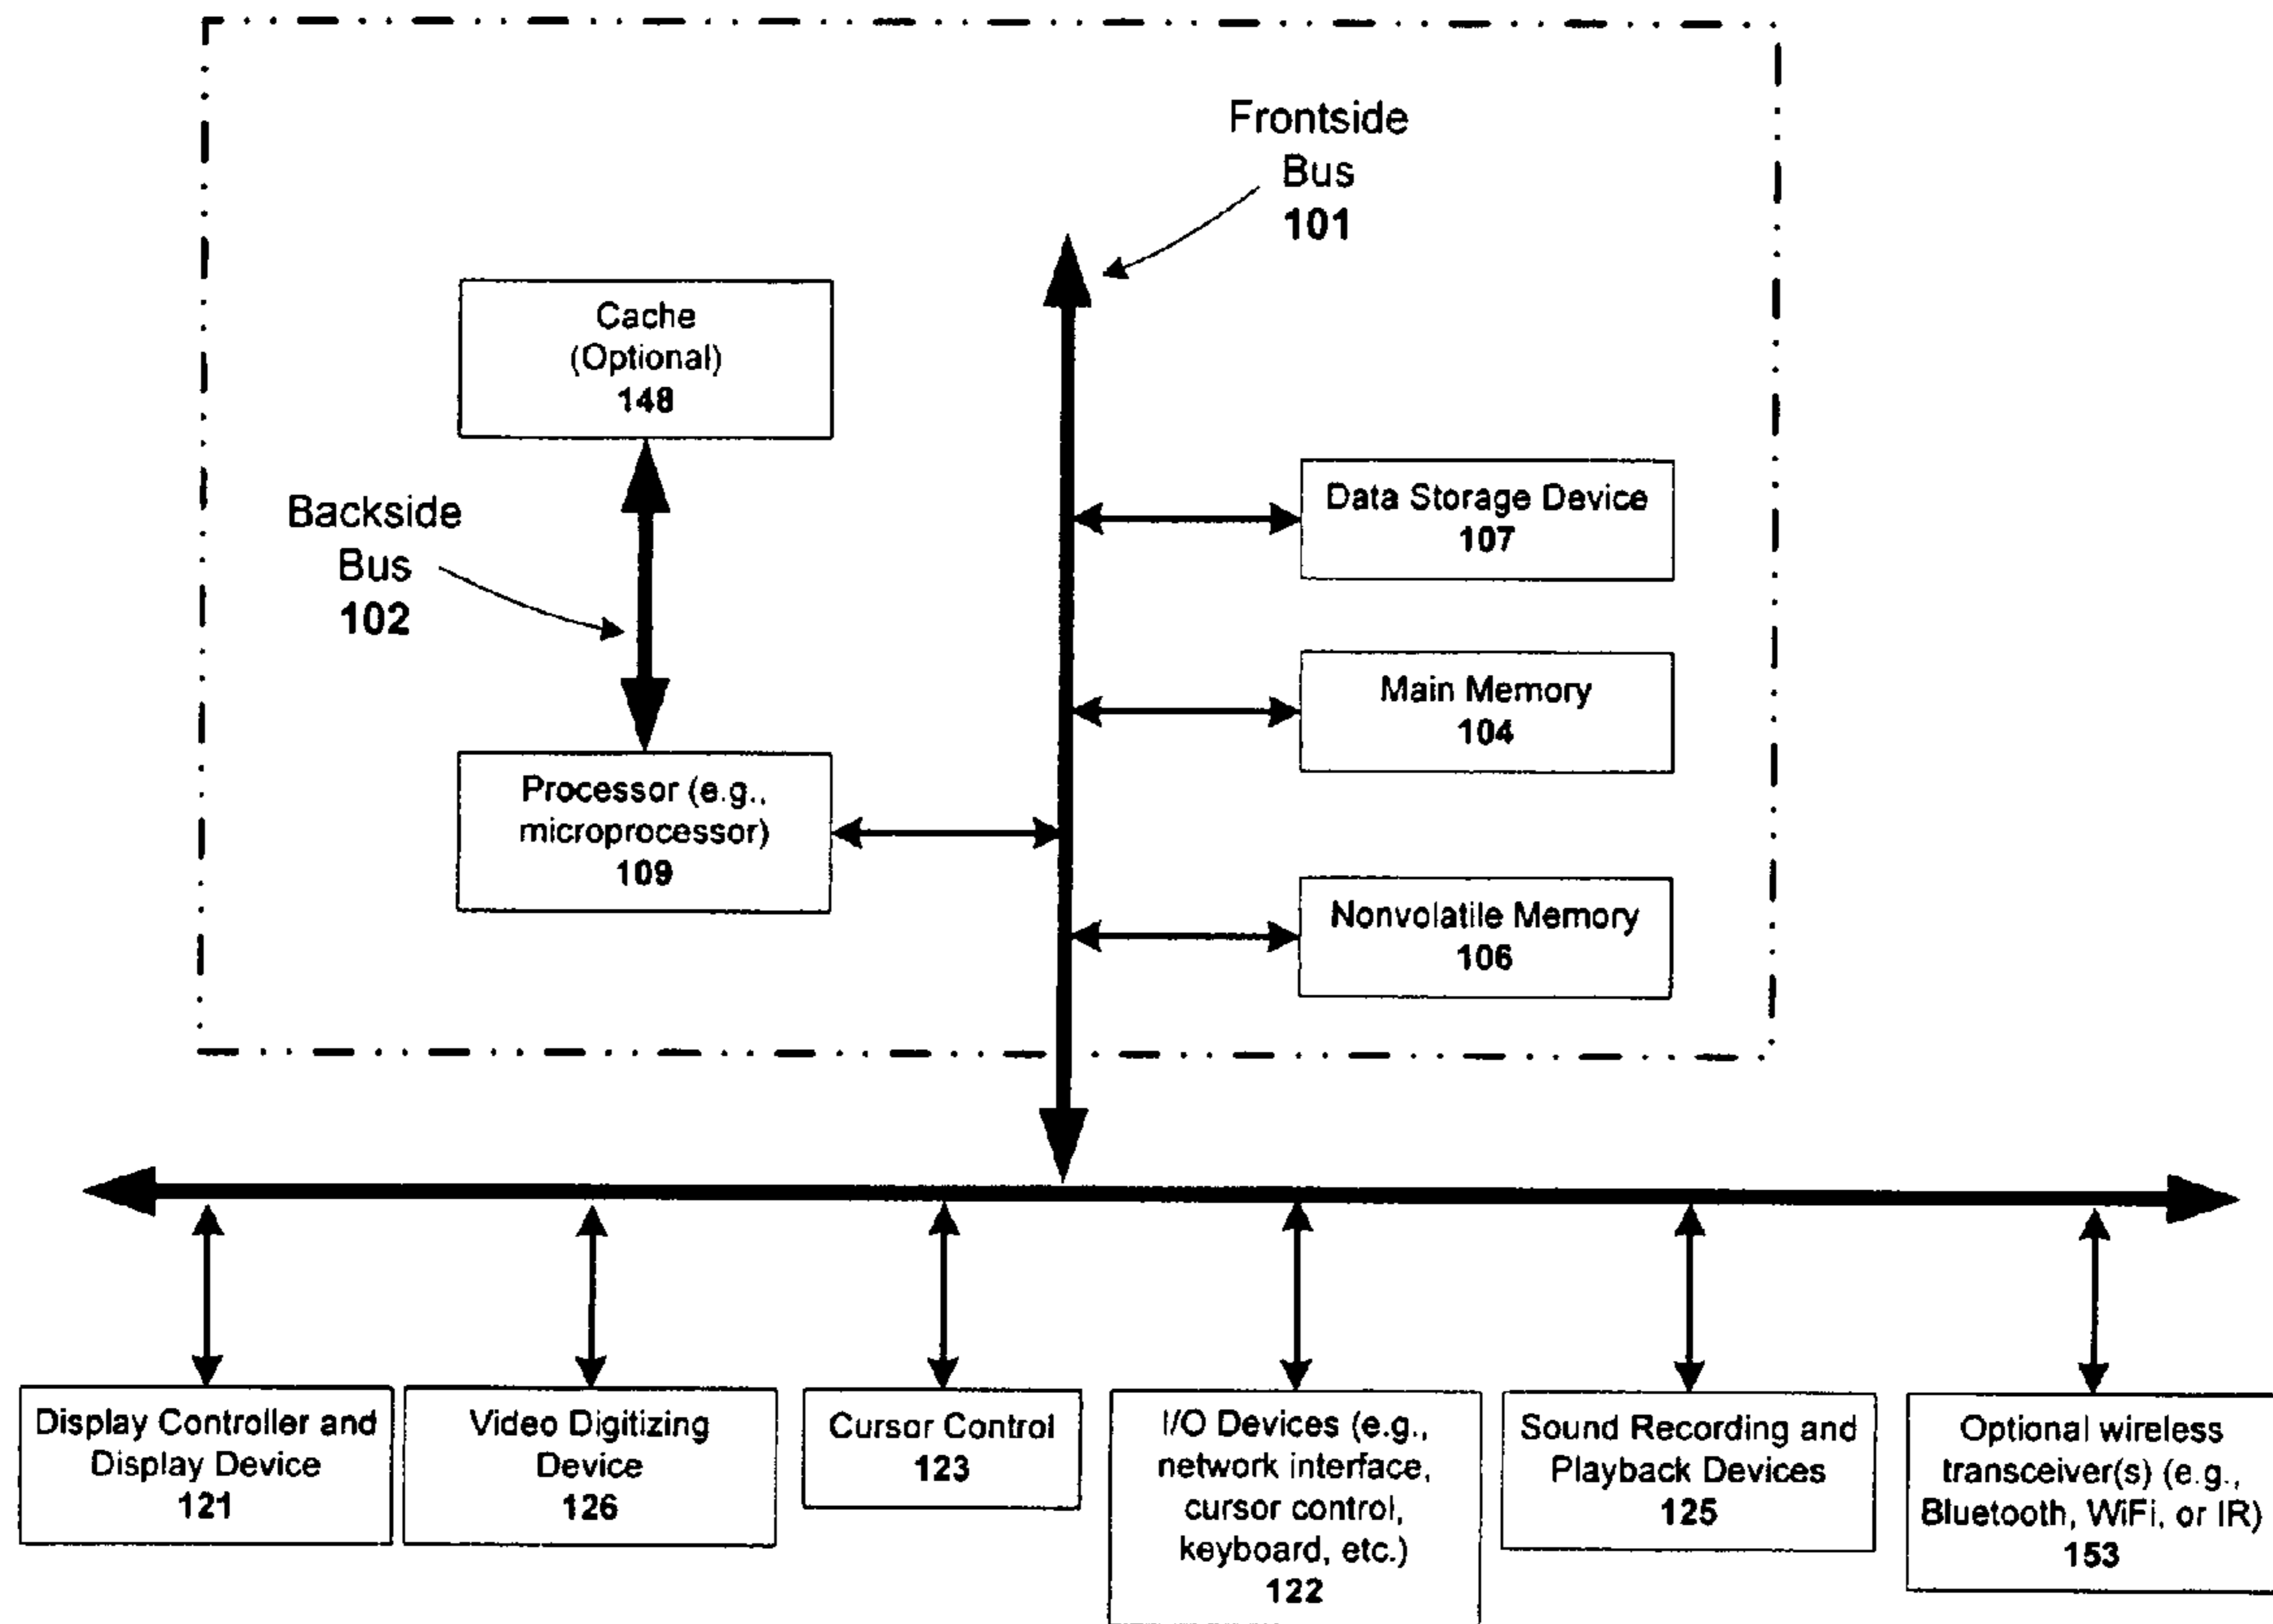 Frontside
Bus
101
Cache
(Optional)
148
Backside
Bus
102
Data Storage Device
107
Main Memory
104
Processor (e.g.,
microprocessor)
109
Nonvolatile Memory
106
Display Controller and
Display Device
121
Video Digitizing
Device
126
Cursor Control
123
I/O Devices (e.g.,
network interface,
cursor control,
keyboard, etc.)
122
Sound Recording and
Playback Devices
125
Optional wireless
transceiver(s) (e.g.,
Bluetooth, WiFi, or IR)
153